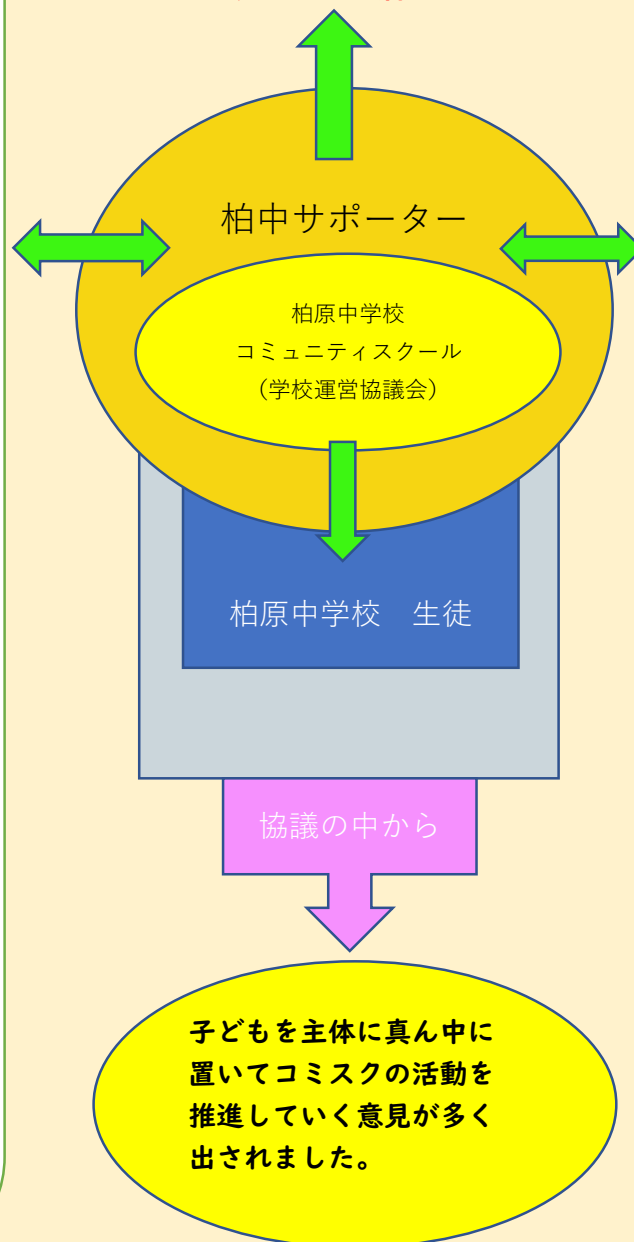 柏中サポーター
柏原中学校
コミュニティスクール
（学校運営協議会）
柏原中学校　生徒
協議の中から
子どもを主体に真ん中に
置いてコミスクの活動を
推進していく意見が多く
出されました。